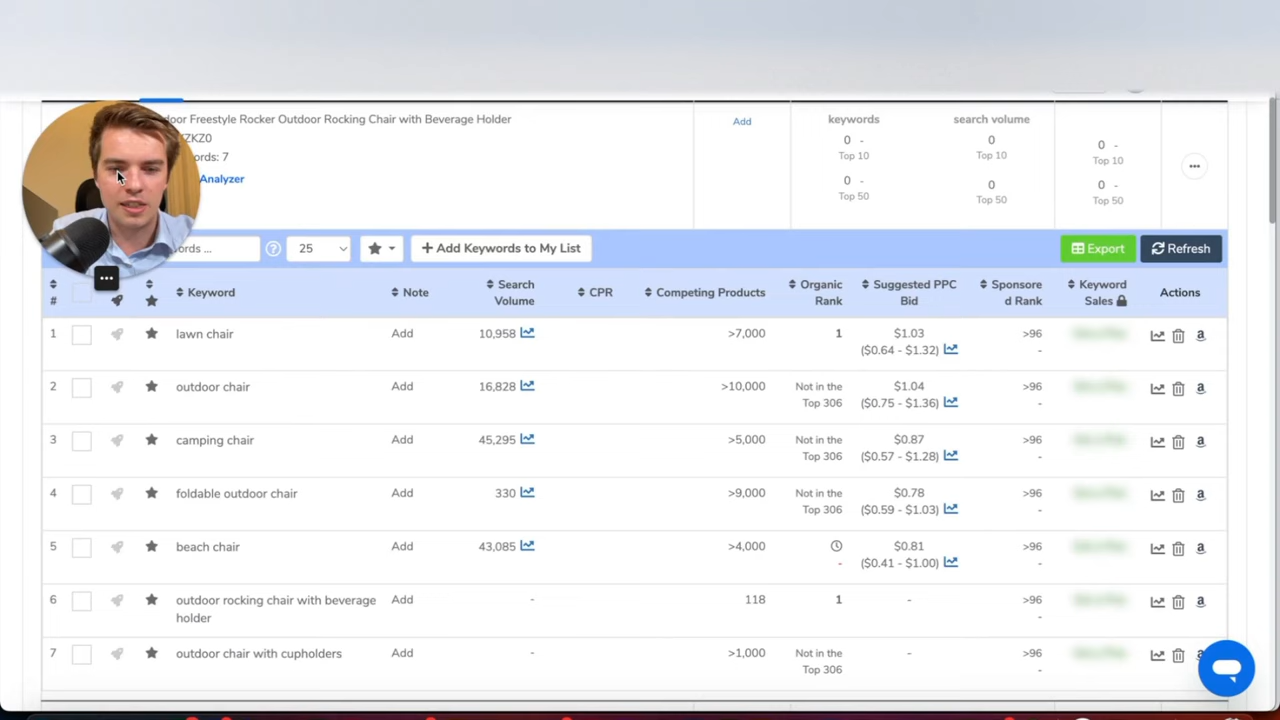 Freestyle Rocker Outdoor Rocking Chair with Beverage Holder
ZKZ0
7
Analyzer
Add
keywords
0 -
Top 10
0 -
Top 50
search volume
0
Top 10
0
Top 50
0 -
Top 10
0 -
Top 50
25
+ Add Keywords to My List
Export
Refresh
#
Keyword
Note
Search Volume
CPR
Competing Products
Organic Rank
Suggested PPC Bid
Sponsored Rank
Keyword Sales
Actions
1 lawn chair Add 10,958 >7,000 1 $1.03 >96
($0.64 - $1.32) -
2 outdoor chair Add 16,828 >10,000 Not in the $1.04 >96
Top 306 ($0.75 - $1.36) -
3 camping chair Add 45,295 >5,000 Not in the $0.87 >96
Top 306 ($0.57 - $1.28) -
4 foldable outdoor chair Add 330 >9,000 Not in the $0.78 >96
Top 306 ($0.59 - $1.03) -
5 beach chair Add 43,085 >4,000 $0.81 >96
- ($0.41 - $1.00) -
6 outdoor rocking chair with beverage Add - 118 1 - >96
holder -
7 outdoor chair with cupholders Add - >1,000 Not in the - >96
Top 306 -